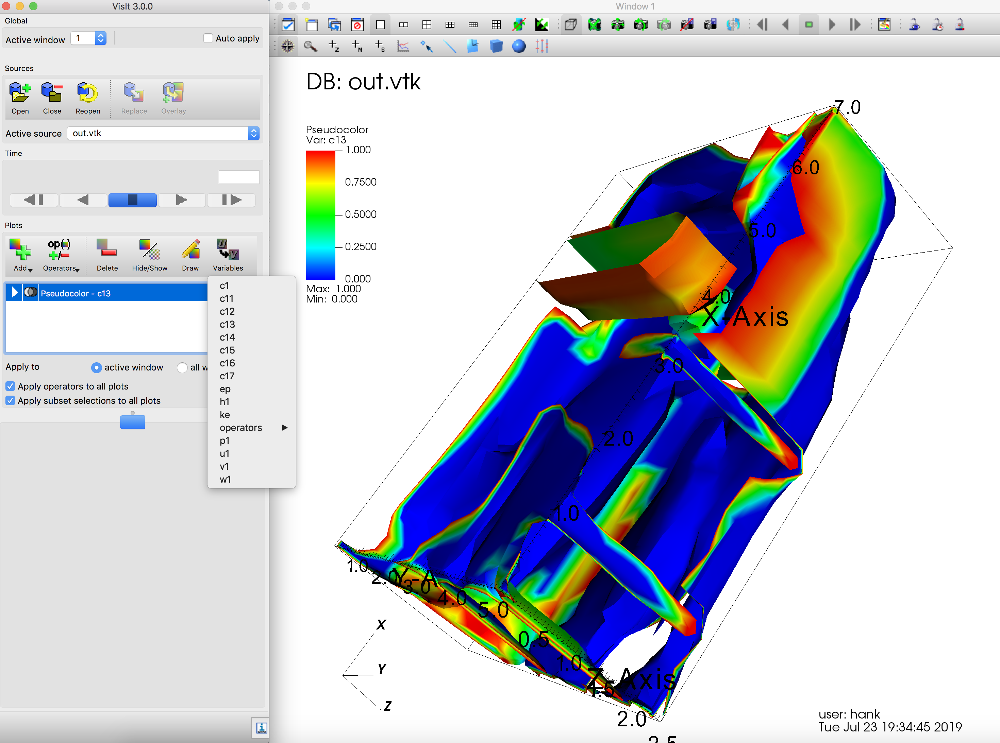 VisIt 3.0.0
Global
Active window 1 Auto apply
Sources
Open Close Reopen Replace Overlay
Active source out.vtk
Time
Plots
op( )
+/-
u
v
Add Operators Delete Hide/Show Draw Variables
Pseudocolor - c13
c1
c11
c12
c13
c14
c15
c16
c17
ep
h1
ke
operators
p1
u1
v1
w1
Apply to active window all w
Apply operators to all plots
Apply subset selections to all plots
Window 1
Z
N
S
DB: out.vtk
Pseudocolor
Var: c13
1.000
0.7500
0.5000
0.2500
0.000
Max: 1.000
Min: 0.000
7.0
6.0
5.0
4.0
X-Axis
3.0
2.0
1.0
1.0
2.0
Y-A
3.0
4.0
5.0
0.5
1.0
Z-Axis
1.5
2.0
2.5
X
Y
Z
user: hank
Tue Jul 23 19:34:45 2019